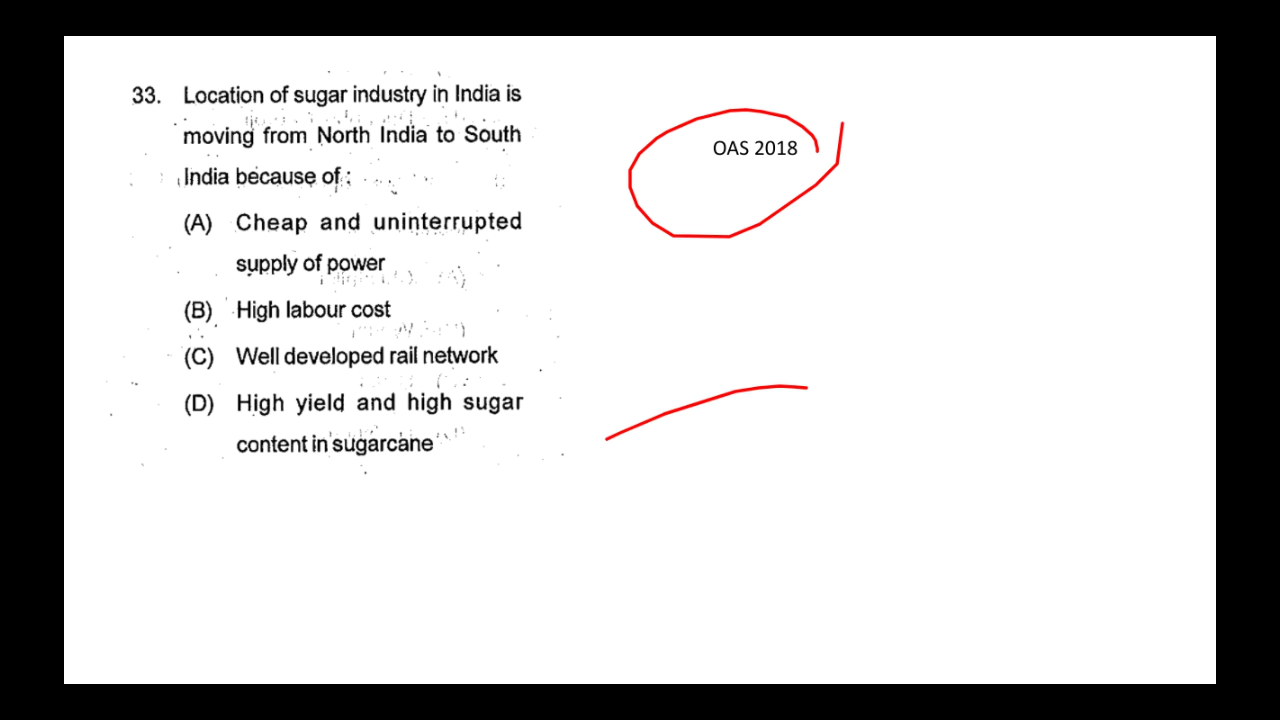 33. Location of sugar industry in India is
moving from North India to South
India because of :
(A) Cheap and uninterrupted
supply of power
(B) High labour cost
(C) Well developed rail network
(D) High yield and high sugar
content in sugarcane
OAS 2018